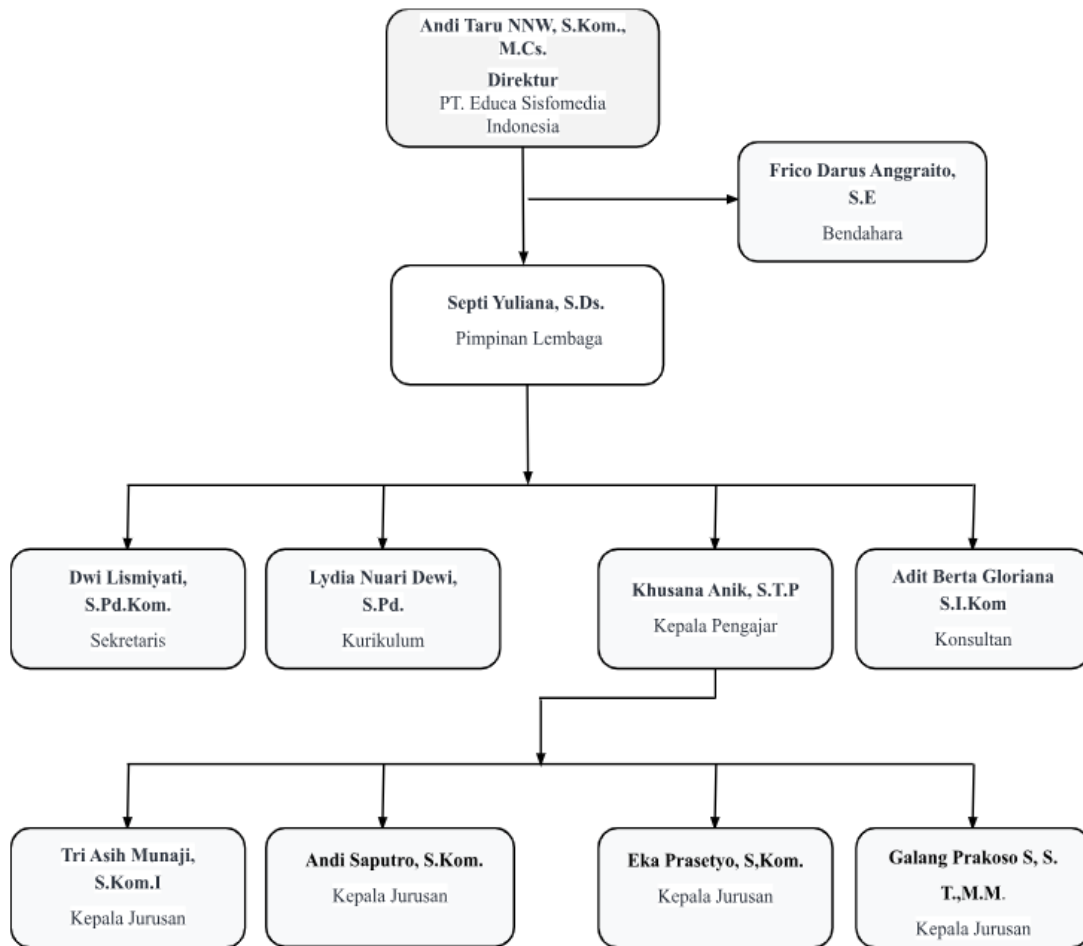 Andi Taru NNW, S.Kom.,
M.Cs.
Direktur
PT. Educa Sisfomedia
Indonesia
Frico Darus Anggraito,
S.E
Bendahara
Septi Yuliana, S.Ds.
Pimpinan Lembaga
Dwi Lismiyati,
S.Pd.Kom.
Sekretaris
Lydia Nuari Dewi,
S.Pd.
Kurikulum
Khusana Anik, S.T.P
Kepala Pengajar
Adit Berta Gloriana
S.I.Kom
Konsultan
Tri Asih Munaji,
S.Kom.I
Kepala Jurusan
Andi Saputro, S.Kom.
Kepala Jurusan
Eka Prasetyo, S,Kom.
Kepala Jurusan
Galang Prakoso S, S.
T.,M.M.
Kepala Jurusan